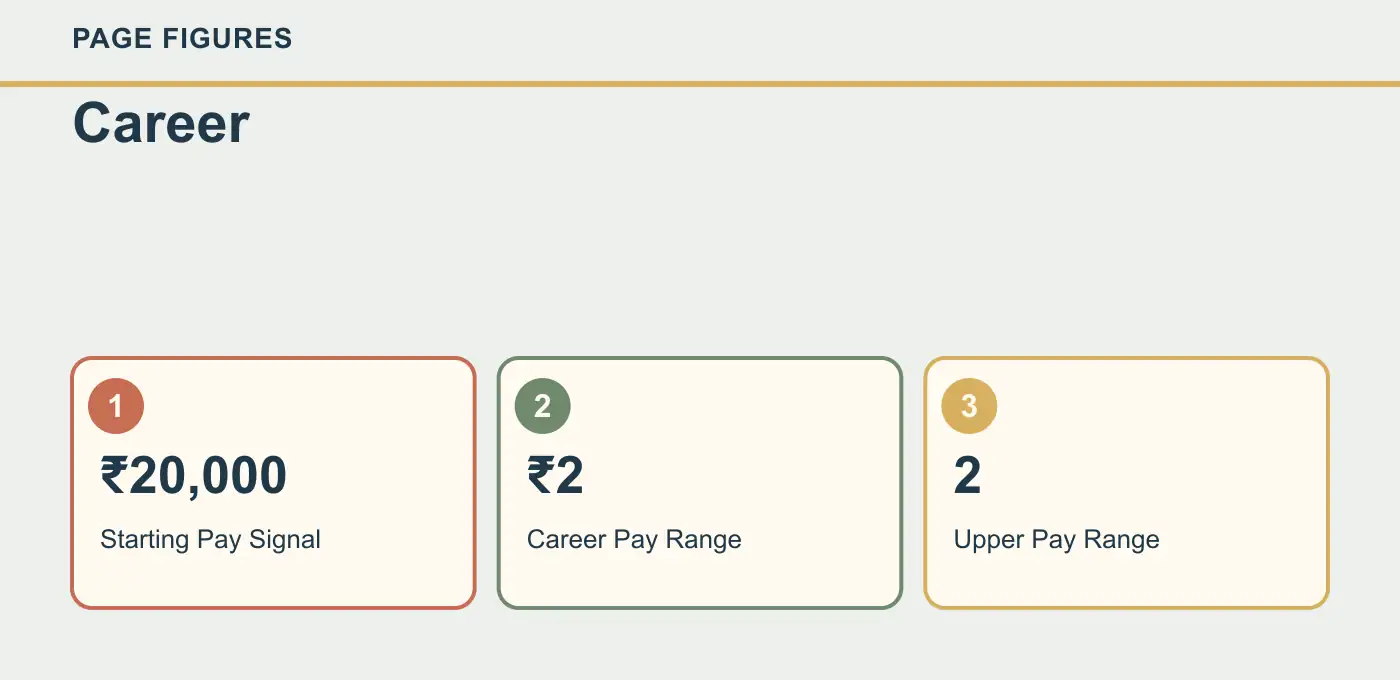 PAGE FIGURES
Career
1
₹20,000
Starting Pay Signal
2
₹2
Career Pay Range
3
2
Upper Pay Range